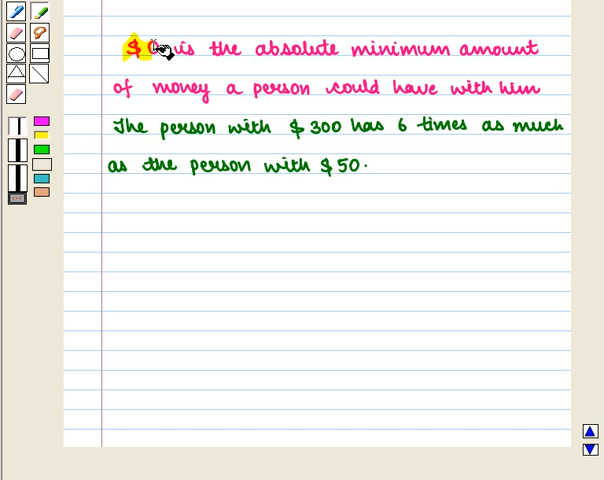 $0 is the absolute minimum amount
of money a person could have with him
The person with $300 has 6 times as much
as the person with $50.